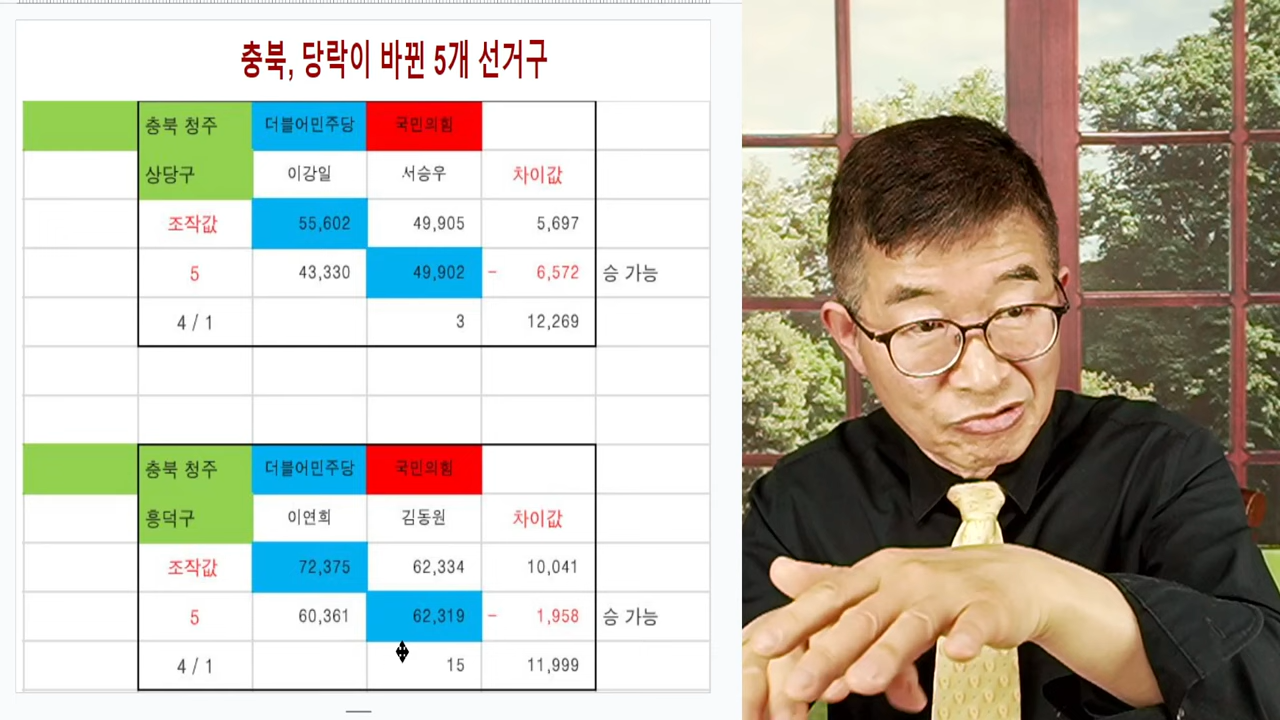 충북, 당락이 바뀐 5개 선거구
충북 청주 더불어민주당 국민의힘
상당구 이강일 서승우 차이값
조작값 55,602 49,905 5,697
5 43,330 49,902 - 6,572 승 가능
4 / 1 3 12,269
충북 청주 더불어민주당 국민의힘
흥덕구 이연희 김동원 차이값
조작값 72,375 62,334 10,041
5 60,361 62,319 - 1,958 승 가능
4 / 1 15 11,999